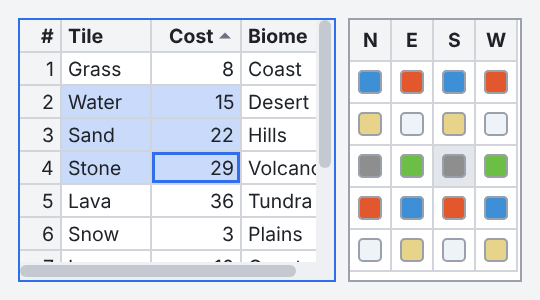 # Tile Cost Biome
1 Grass 8 Coast
2 Water 15 Desert
3 Sand 22 Hills
4 Stone 29
5 Lava 36 Tundra
6 Snow 3 Plains
N E S W